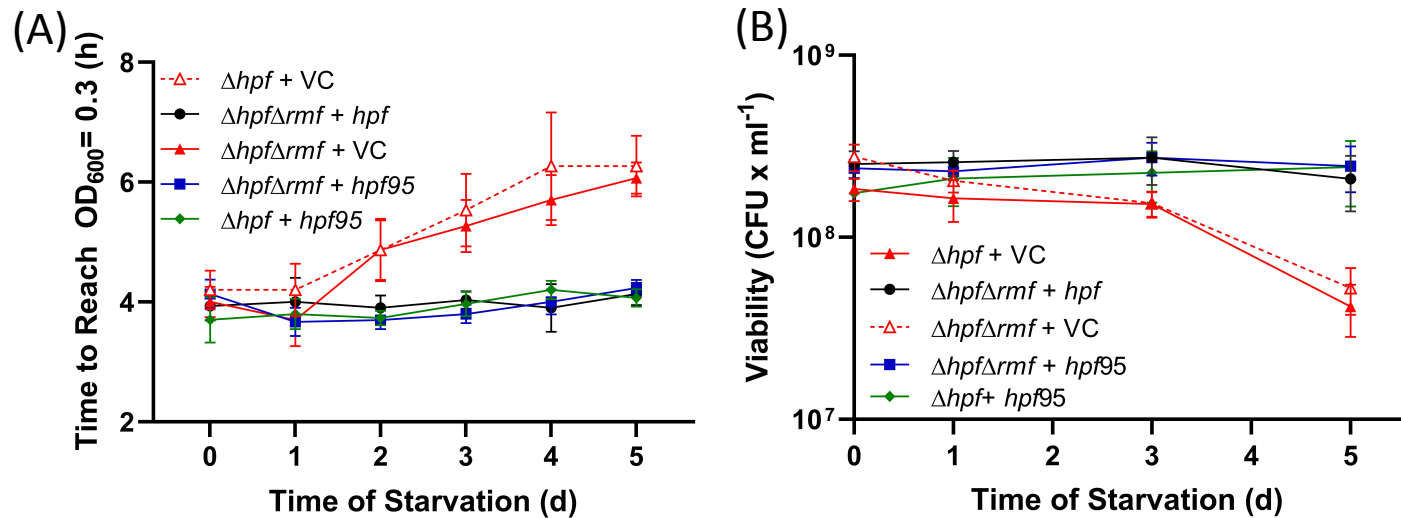 (A)
Time to Reach OD600= 0.3 (h)
8
6
4
2
Δhpf + VC
ΔhpfΔrmf + hpf
ΔhpfΔrmf + VC
ΔhpfΔrmf + hpf95
Δhpf + hpf95
0 1 2 3 4 5
Time of Starvation (d)
(B)
Viability (CFU x ml-1)
10^9
10^8
10^7
Δhpf + VC
ΔhpfΔrmf + hpf
ΔhpfΔrmf + VC
ΔhpfΔrmf + hpf95
Δhpf+ hpf95
0 1 2 3 4 5
Time of Starvation (d)